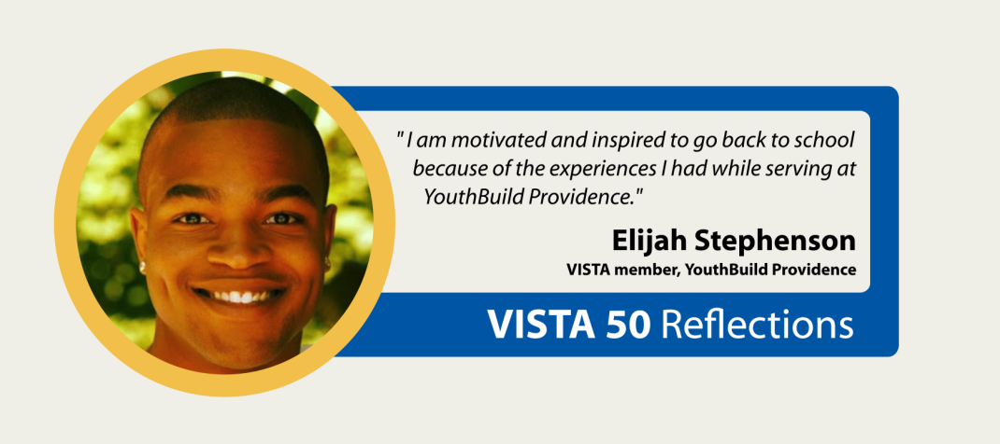 "I am motivated and inspired to go back to school
because of the experiences I had while serving at
YouthBuild Providence."
Elijah Stephenson
VISTA member, YouthBuild Providence
VISTA 50 Reflections